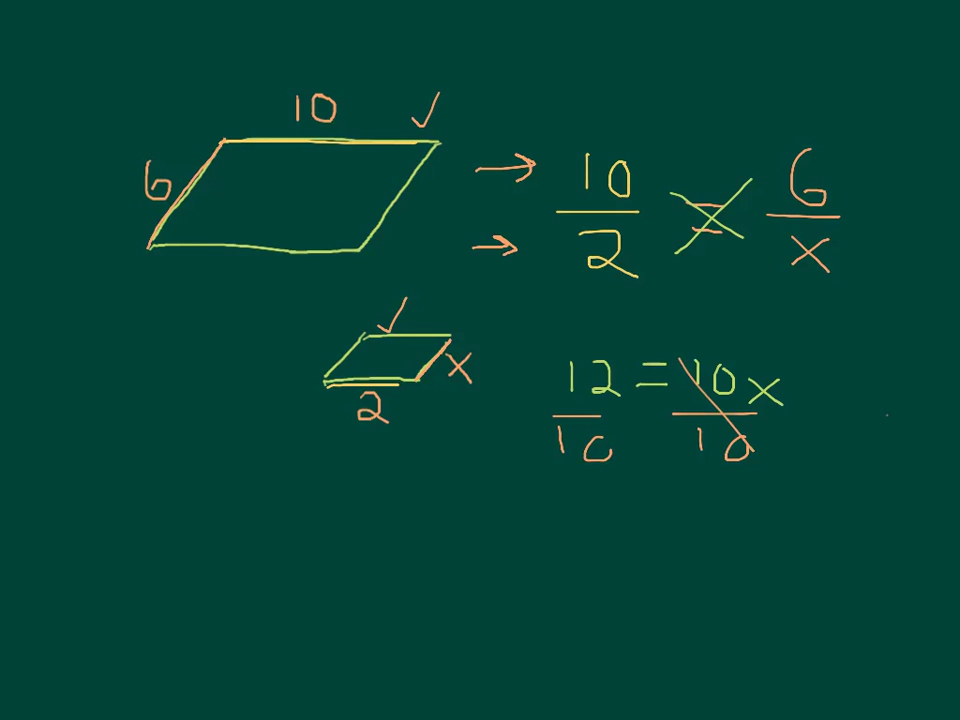 10 ✓
6
→ 10/2 = 6/x
→
✓
x
2
12 = 10x
10 10